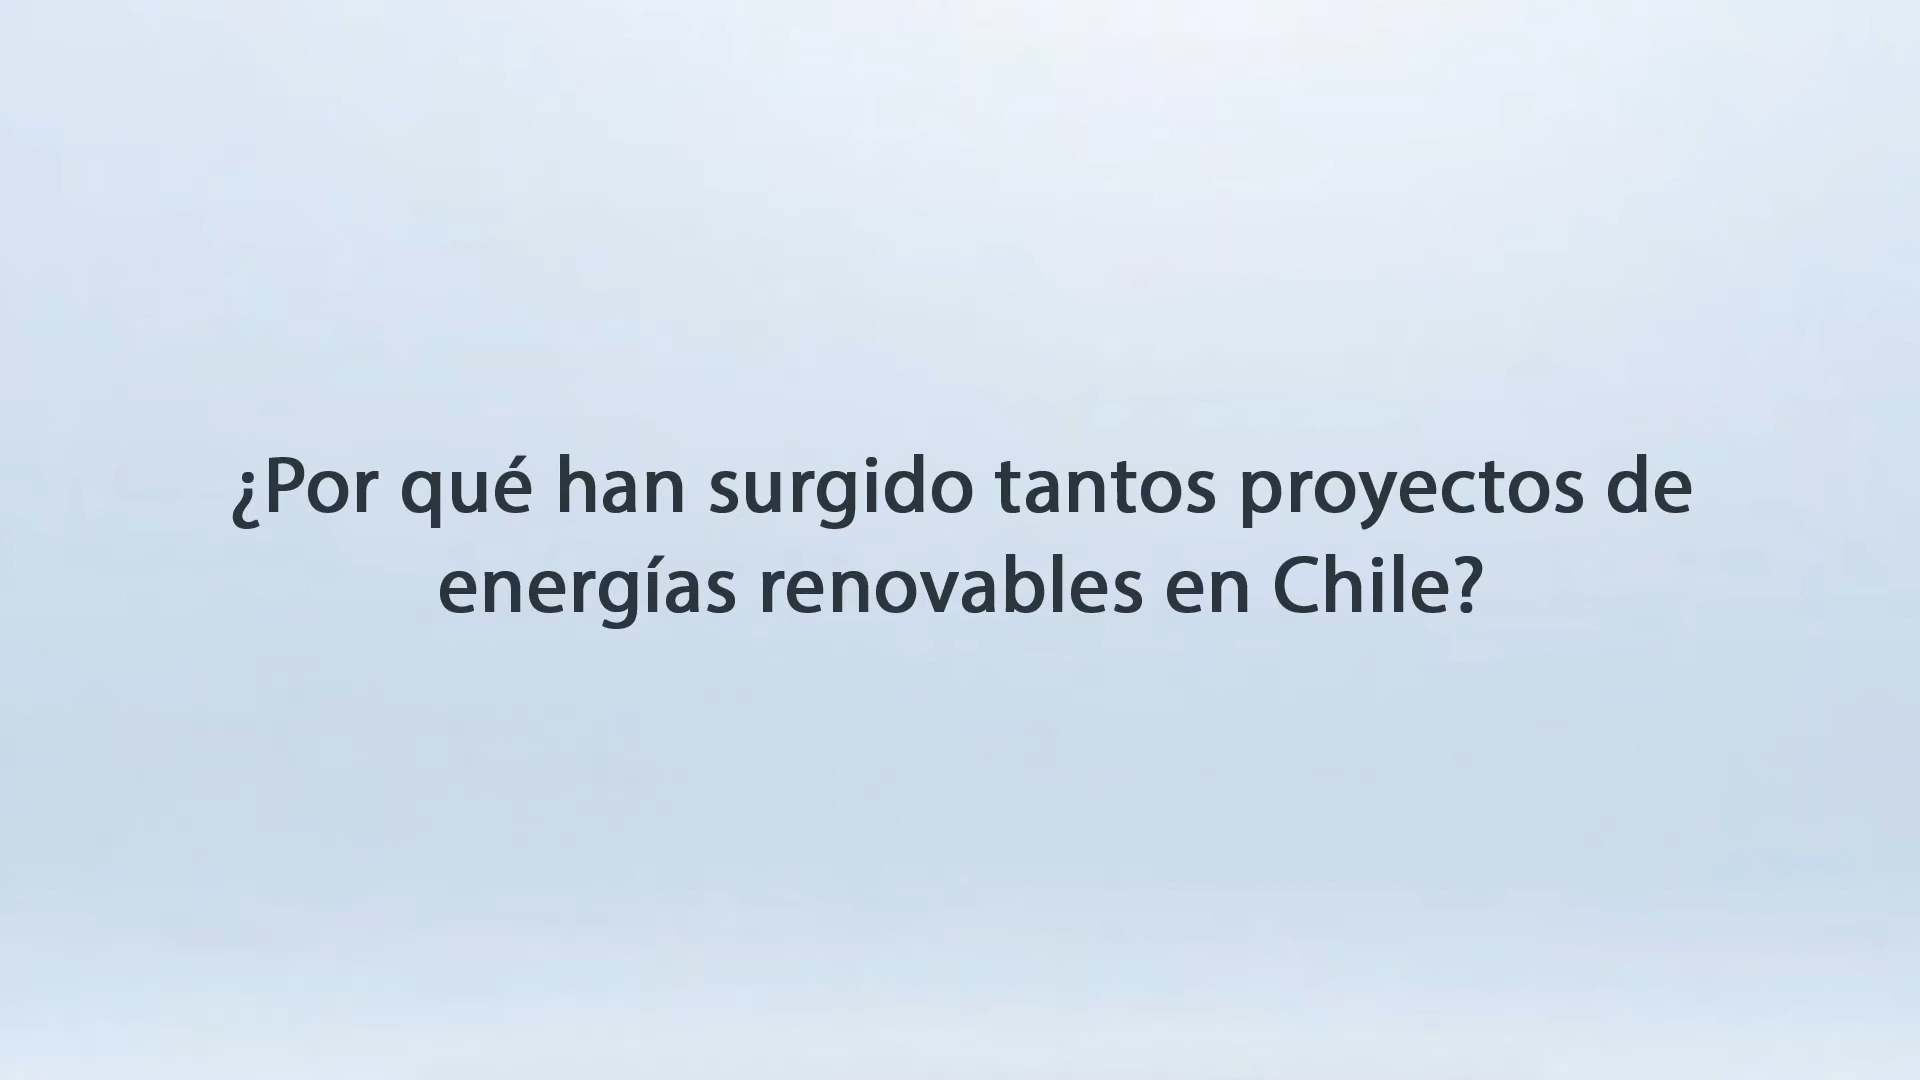 ¿Por qué han surgido tantos proyectos de
energías renovables en Chile?